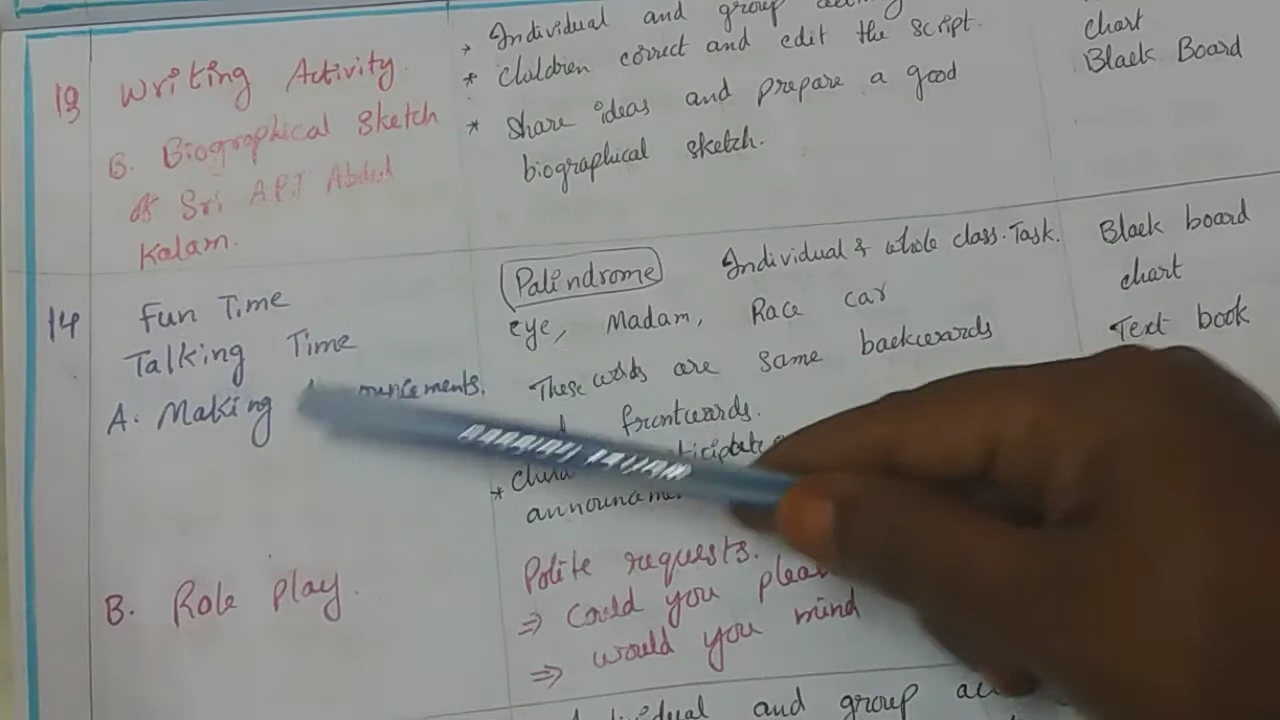 Individual and group
13 Writing Activity.
* Children correct and edit the script.
* Share ideas and prepare a good
biographical sketch.
chart
Black Board
B. Biographical Sketch
of Sri APJ Abdul
Kalam.
14 Fun Time
Talking Time
A. Making
B. Role play.
Palindrome Individual & whole class Task.
eye, Madam, Race car
These words are same backwards
frontwards.
*
Polite requests.
⇒ Could you
⇒ would you mind
Black board
chart
Text book
and group